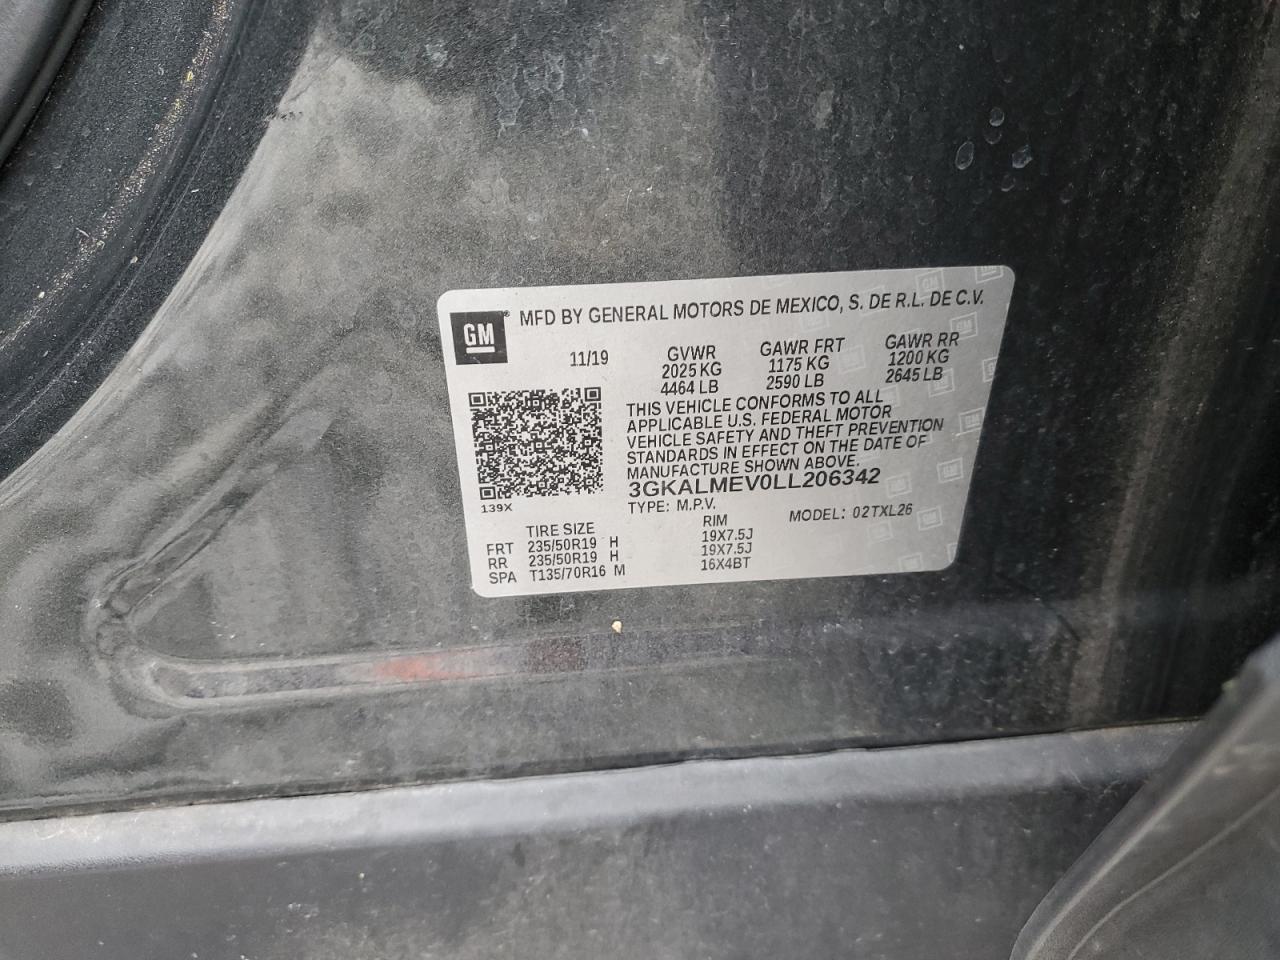 GM
MFD BY GENERAL MOTORS DE MEXICO, S. DE R.L. DE C.V.
11/19
GVWR
2025 KG
4464 LB
GAWR FRT
1175 KG
2590 LB
GAWR RR
1200 KG
2645 LB
THIS VEHICLE CONFORMS TO ALL
APPLICABLE U.S. FEDERAL MOTOR
VEHICLE SAFETY AND THEFT PREVENTION
STANDARDS IN EFFECT ON THE DATE OF
MANUFACTURE SHOWN ABOVE.
3GKALMEV0LL206342
139X
TYPE: M.P.V.
MODEL: 02TXL26
TIRE SIZE RIM
FRT 235/50R19 H 19X7.5J
RR 235/50R19 H 19X7.5J
SPA T135/70R16 M 16X4BT